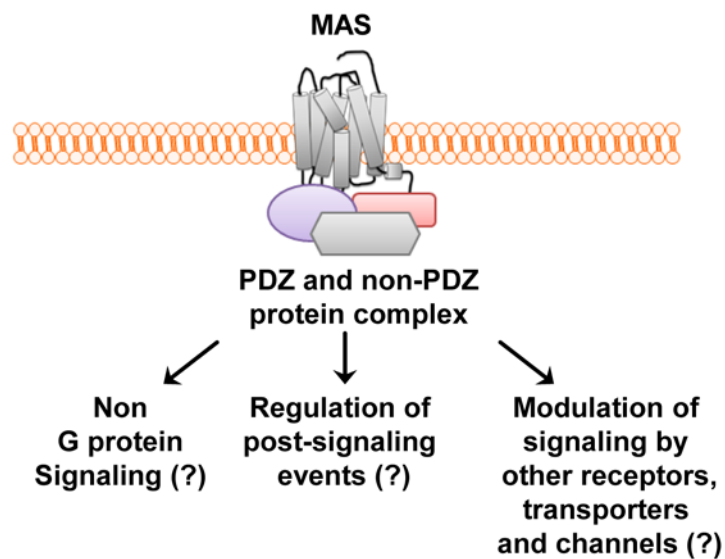 MAS
PDZ and non-PDZ
protein complex
Non
G protein
Signaling (?)
Regulation of
post-signaling
events (?)
Modulation of
signaling by
other receptors,
transporters
and channels (?)